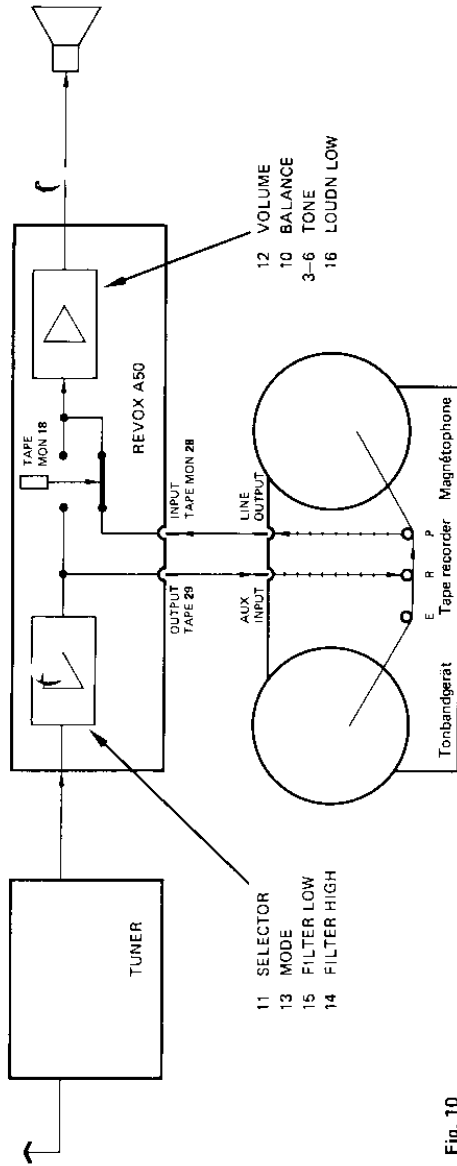 TUNER
TAPE
MON 18
REVOX A50
OUTPUT
TAPE 29
INPUT
TAPE MON 28
AUX
INPUT
LINE
OUTPUT
E
R
P
Tonbandgerät
Tape recorder
Magnétophone
11 SELECTOR
13 MODE
15 FILTER LOW
14 FILTER HIGH
12 VOLUME
10 BALANCE
3–6 TONE
16 LOUDN LOW
Fig. 10